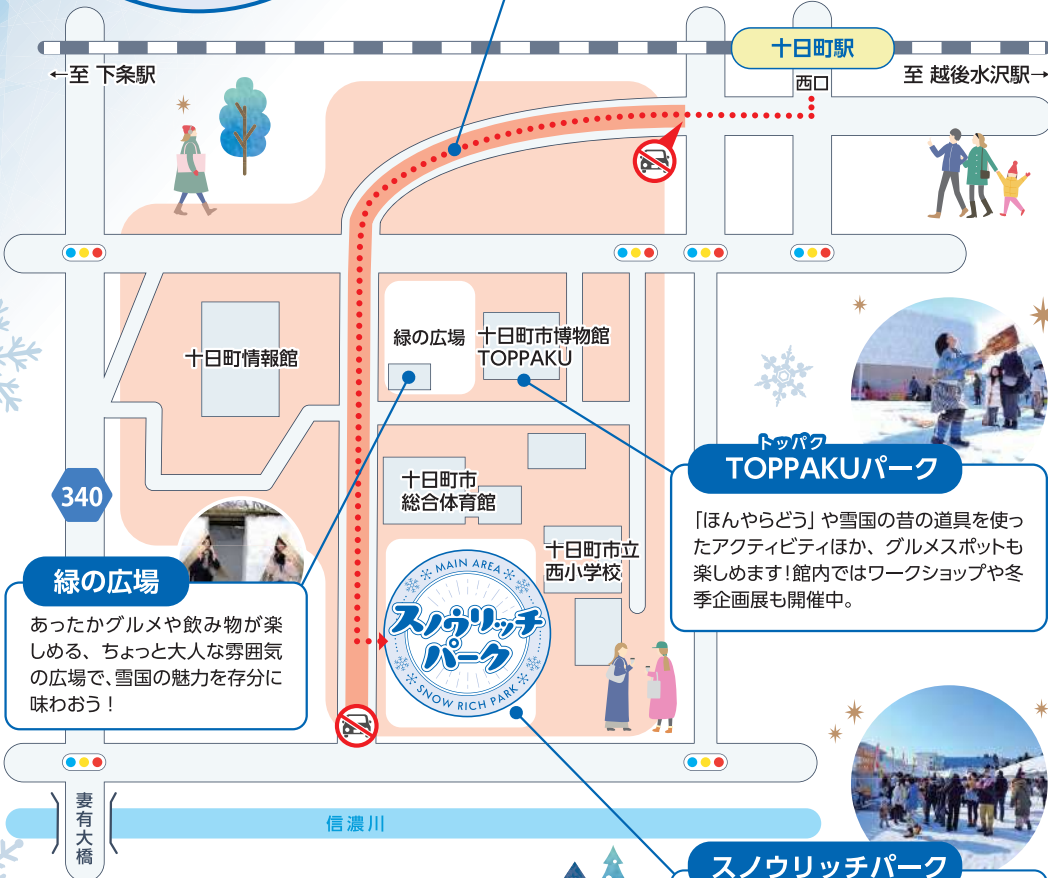 十日町駅
西口
←至 下条駅
至 越後水沢駅→
緑の広場
十日町市博物館
TOPPAKU
十日町情報館
トッパク
TOPPAKUパーク
「ほんやらどう」や雪国の昔の道具を使っ
たアクティビティほか、グルメスポットも
楽しめます!館内ではワークショップや冬
季企画展も開催中。
340
十日町市
総合体育館
十日町市立
西小学校
緑の広場
あったかグルメや飲み物が楽
しめる、ちょっと大人な雰囲気
の広場で、雪国の魅力を存分に
味わおう!
MAIN AREA
スノウリッチ
パーク
SNOW RICH PARK
妻有大橋
信濃川
スノウリッチパーク